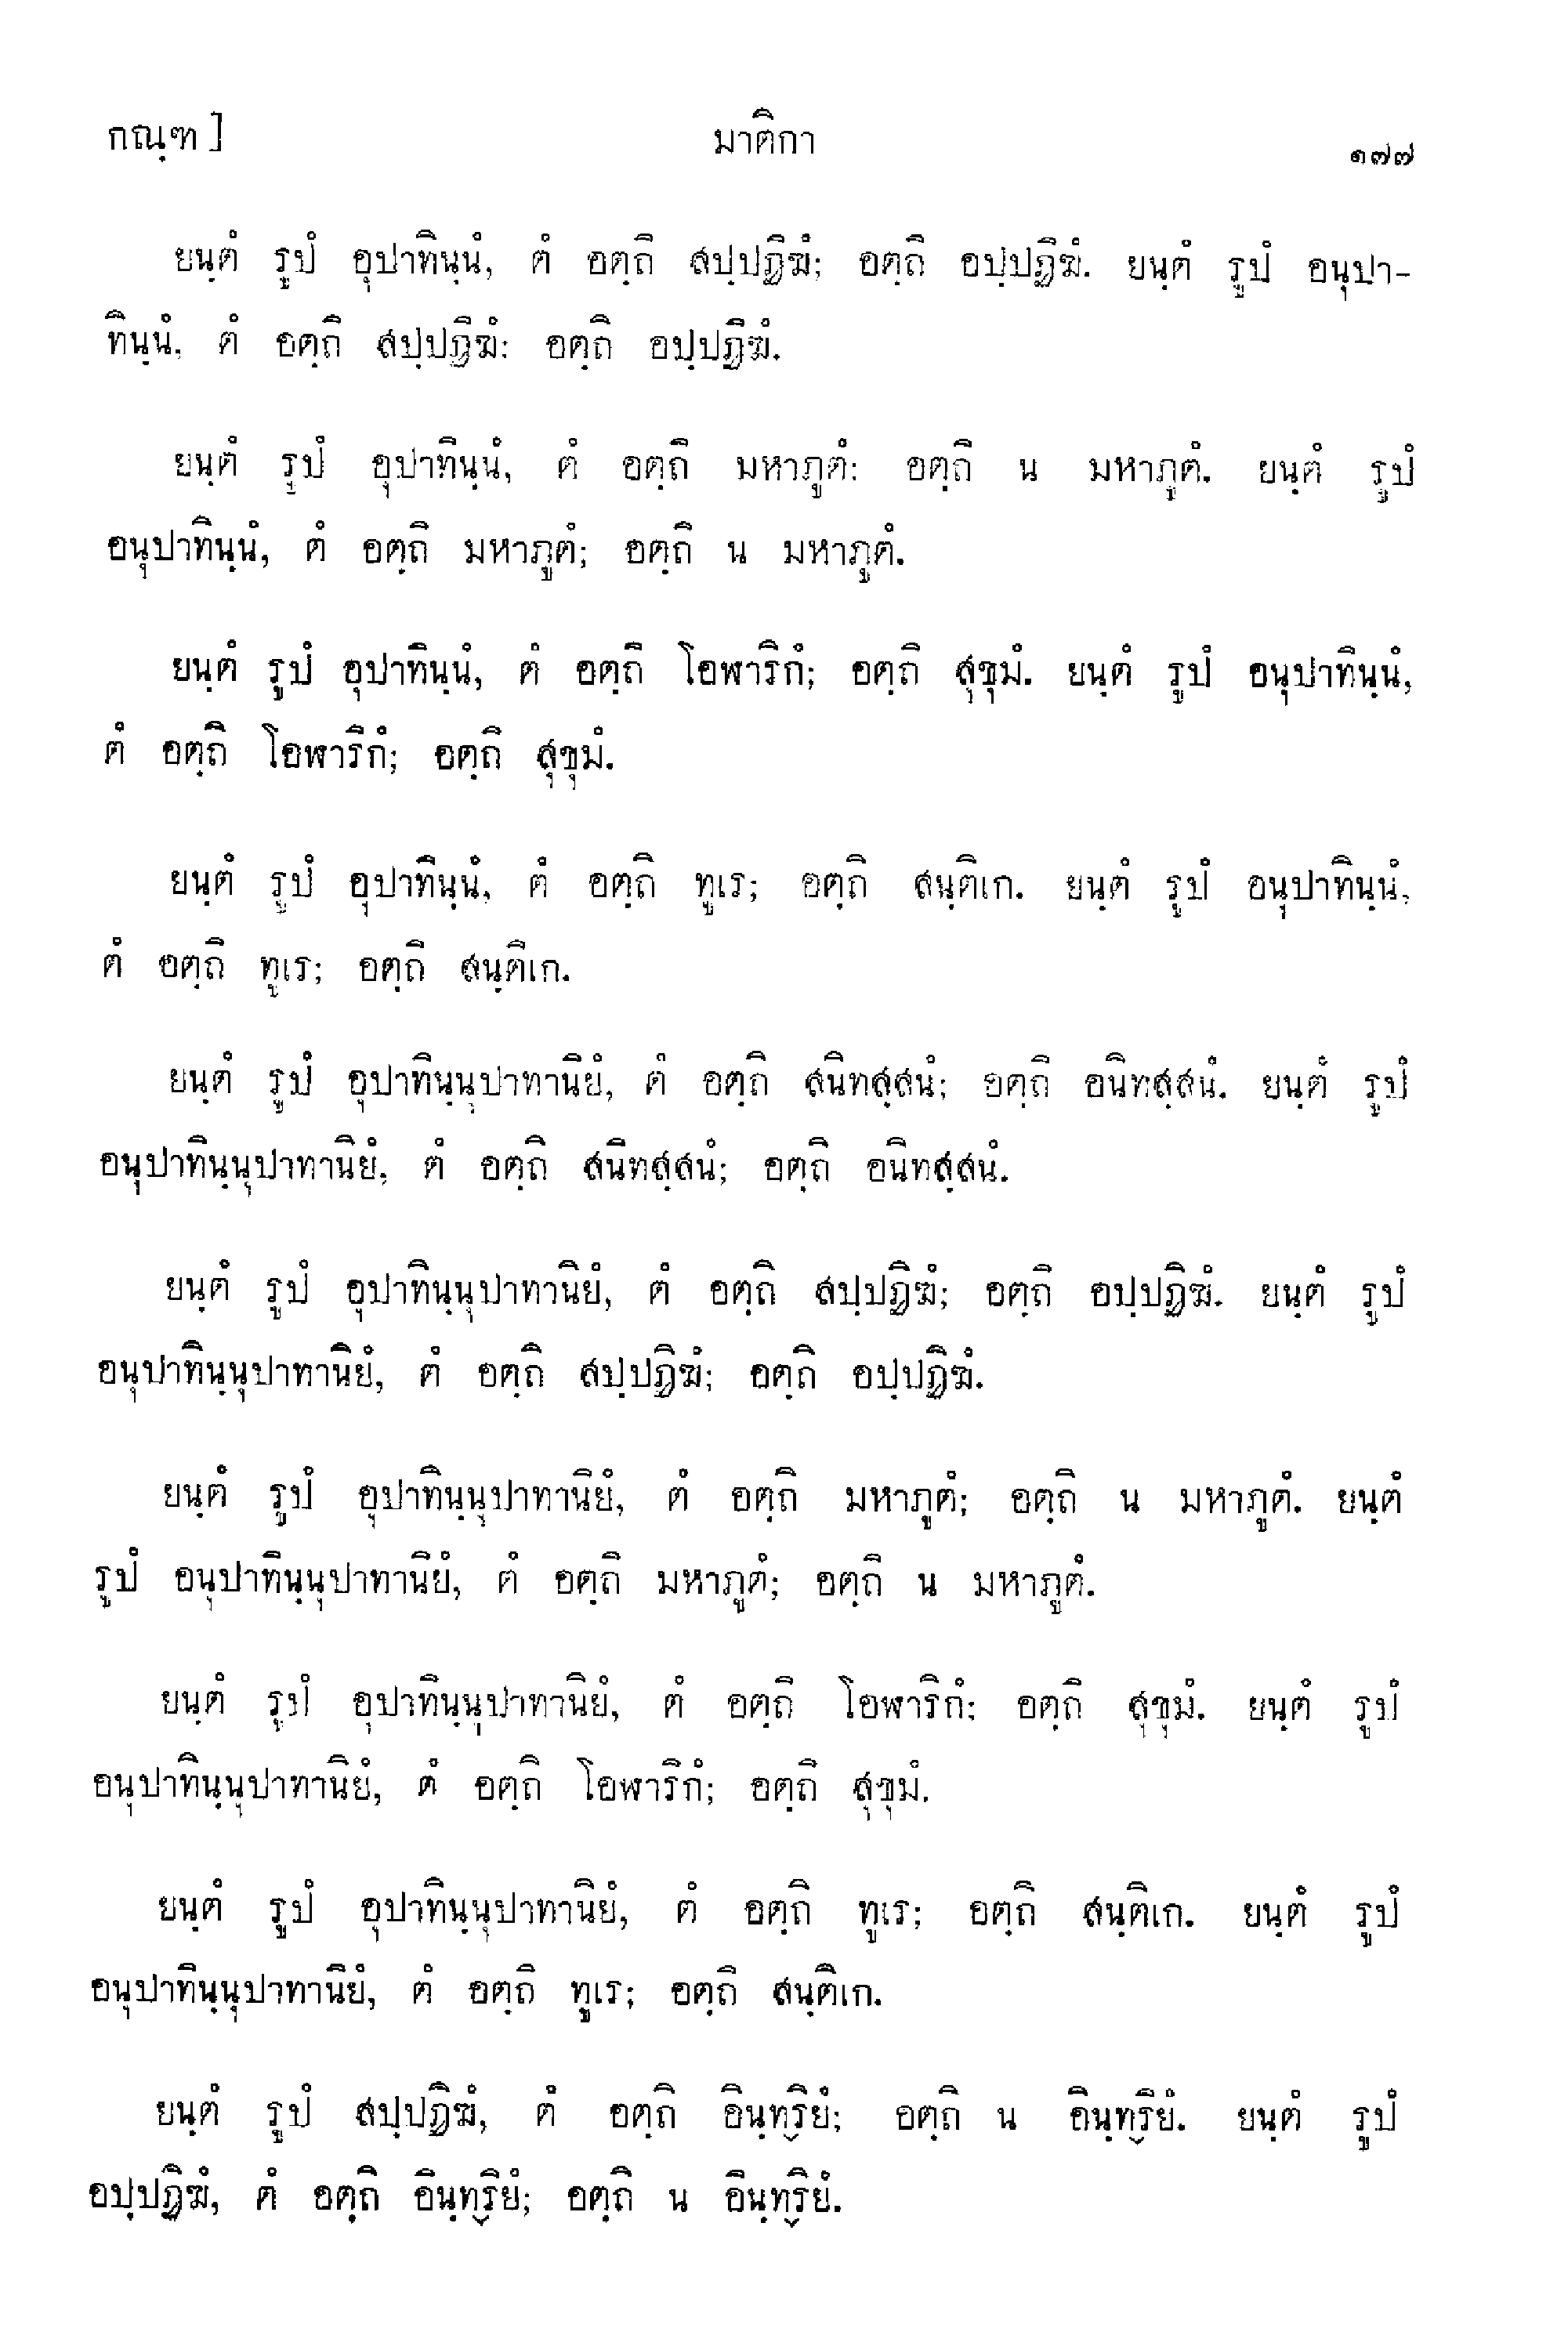 กณฺฑ]
มาติกา
๑๗๗
ยนฺตํ รูปํ อุปาทินฺนํ, ตํ อตฺถิ สปฺปฏิฆํ; อตฺถิ อปฺปฏิฆํ. ยนฺตํ รูปํ อนุปา-
ทินฺนํ, ตํ อตฺถิ สปฺปฏิฆํ: อตฺถิ อปฺปฏิฆํ.
ยนฺตํ รูปํ อุปาทินฺนํ, ตํ อตฺถิ มหาภูตํ: อตฺถิ น มหาภูตํ. ยนฺตํ รูปํ
อนุปาทินฺนํ, ตํ อตฺถิ มหาภูตํ; อตฺถิ น มหาภูตํ.
ยนฺตํ รูปํ อุปาทินฺนํ, ตํ อตฺถิ โอฬาริกํ; อตฺถิ สุขุมํ. ยนฺตํ รูปํ อนุปาทินฺนํ,
ตํ อตฺถิ โอฬาริกํ; อตฺถิ สุขุมํ.
ยนฺตํ รูปํ อุปาทินฺนํ, ตํ อตฺถิ ทูเร; อตฺถิ สนฺติเก. ยนฺตํ รูปํ อนุปาทินฺนํ,
ตํ อตฺถิ ทูเร; อตฺถิ สนฺติเก.
ยนฺตํ รูปํ อุปาทินฺนุปาทานิยํ, ตํ อตฺถิ สนิทสฺสนํ; อตฺถิ อนิทสฺสนํ. ยนฺตํ รูปํ
อนุปาทินฺนุปาทานิยํ, ตํ อตฺถิ สนิทสฺสนํ; อตฺถิ อนิทสฺสนํ.
ยนฺตํ รูปํ อุปาทินฺนุปาทานิยํ, ตํ อตฺถิ สปฺปฏิฆํ; อตฺถิ อปฺปฏิฆํ. ยนฺตํ รูปํ
อนุปาทินฺนุปาทานิยํ, ตํ อตฺถิ สปฺปฏิฆํ; อตฺถิ อปฺปฏิฆํ.
ยนฺตํ รูปํ อุปาทินฺนุปาทานิยํ, ตํ อตฺถิ มหาภูตํ; อตฺถิ น มหาภูตํ. ยนฺตํ
รูปํ อนุปาทินฺนุปาทานิยํ, ตํ อตฺถิ มหาภูตํ; อตฺถิ น มหาภูตํ.
ยนฺตํ รูปํ อุปาทินฺนุปาทานิยํ, ตํ อตฺถิ โอฬาริกํ; อตฺถิ สุขุมํ. ยนฺตํ รูปํ
อนุปาทินฺนุปาทานิยํ, ตํ อตฺถิ โอฬาริกํ; อตฺถิ สุขุมํ.
ยนฺตํ รูปํ อุปาทินฺนุปาทานิยํ, ตํ อตฺถิ ทูเร; อตฺถิ สนฺติเก. ยนฺตํ รูปํ
อนุปาทินฺนุปาทานิยํ, ตํ อตฺถิ ทูเร; อตฺถิ สนฺติเก.
ยนฺตํ รูปํ สปฺปฏิฆํ, ตํ อตฺถิ อินฺทฺริยํ; อตฺถิ น อินฺทฺริยํ. ยนฺตํ รูปํ
อปฺปฏิฆํ, ตํ อตฺถิ อินฺทฺริยํ; อตฺถิ น อินฺทฺริยํ.